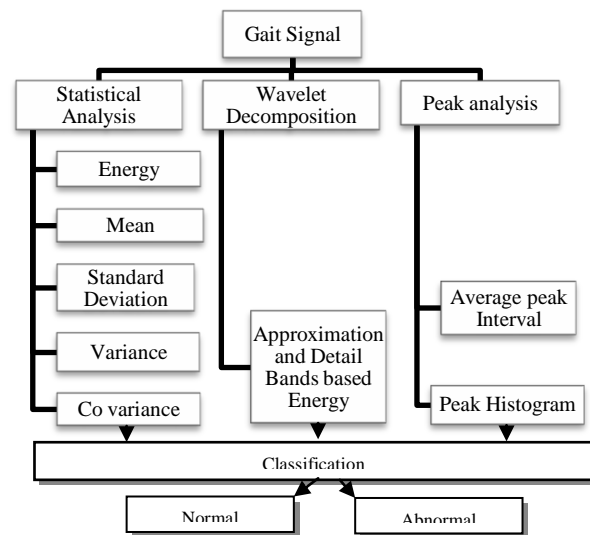 Gait Signal
Statistical
Analysis
Wavelet
Decomposition
Peak analysis
Energy
Mean
Standard
Deviation
Variance
Co variance
Approximation
and Detail
Bands based
Energy
Average peak
Interval
Peak Histogram
Classification
Normal
Abnormal